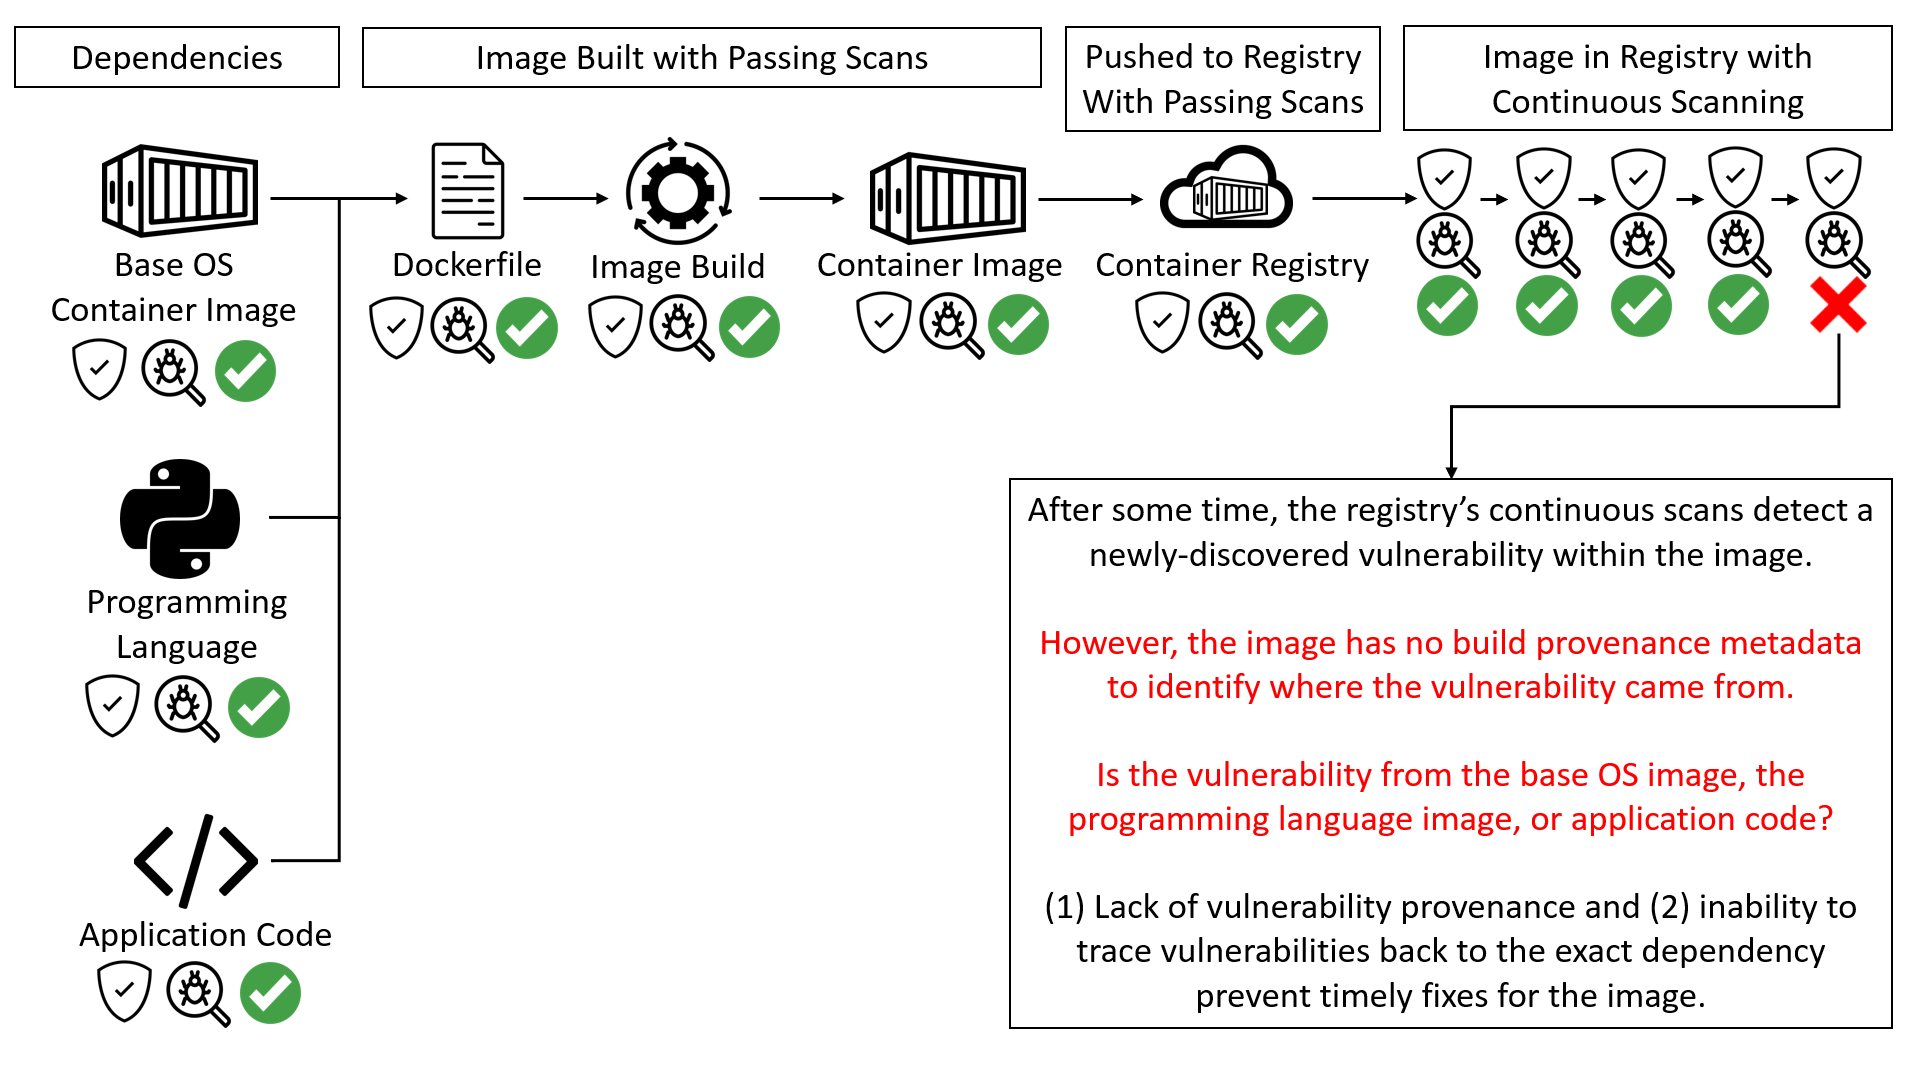 Dependencies
Image Built with Passing Scans
Pushed to Registry
With Passing Scans
Image in Registry with
Continuous Scanning
Base OS
Container Image
Dockerfile
Image Build
Container Image
Container Registry
Programming
Language
Application Code
After some time, the registry’s continuous scans detect a
newly-discovered vulnerability within the image.
However, the image has no build provenance metadata
to identify where the vulnerability came from.
Is the vulnerability from the base OS image, the
programming language image, or application code?
(1) Lack of vulnerability provenance and (2) inability to
trace vulnerabilities back to the exact dependency
prevent timely fixes for the image.